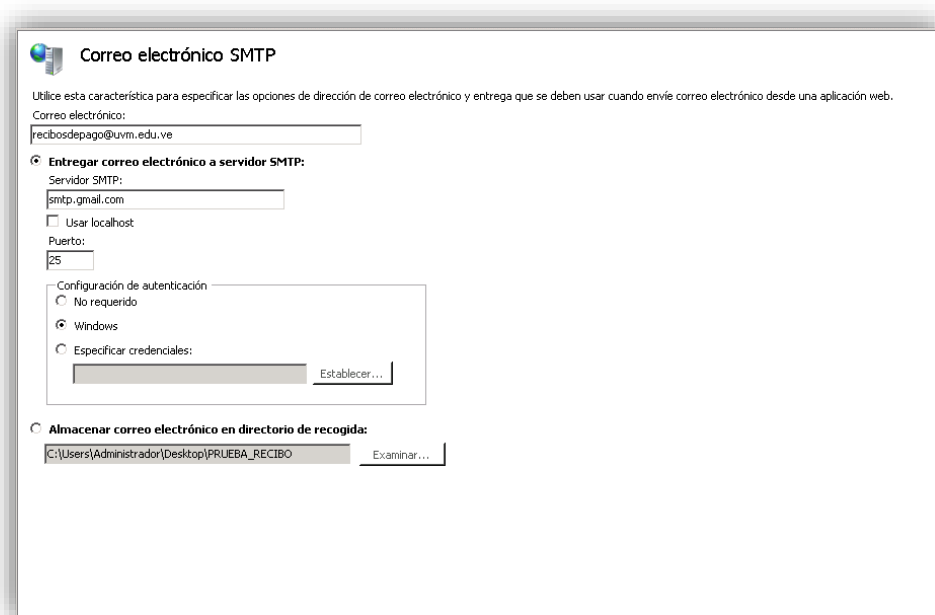 Correo electrónico SMTP
Utilice esta característica para especificar las opciones de dirección de correo electrónico y entrega que se deben usar cuando envíe correo electrónico desde una aplicación web.
Correo electrónico:
recibosdepago@uvm.edu.ve
Entregar correo electrónico a servidor SMTP:
Servidor SMTP:
smtp.gmail.com
Usar localhost
Puerto:
25
Configuración de autenticación
No requerido
Windows
Especificar credenciales:
Establecer...
Almacenar correo electrónico en directorio de recogida:
C:\Users\Administrador\Desktop\PRUEBA_RECIBO
Examinar...